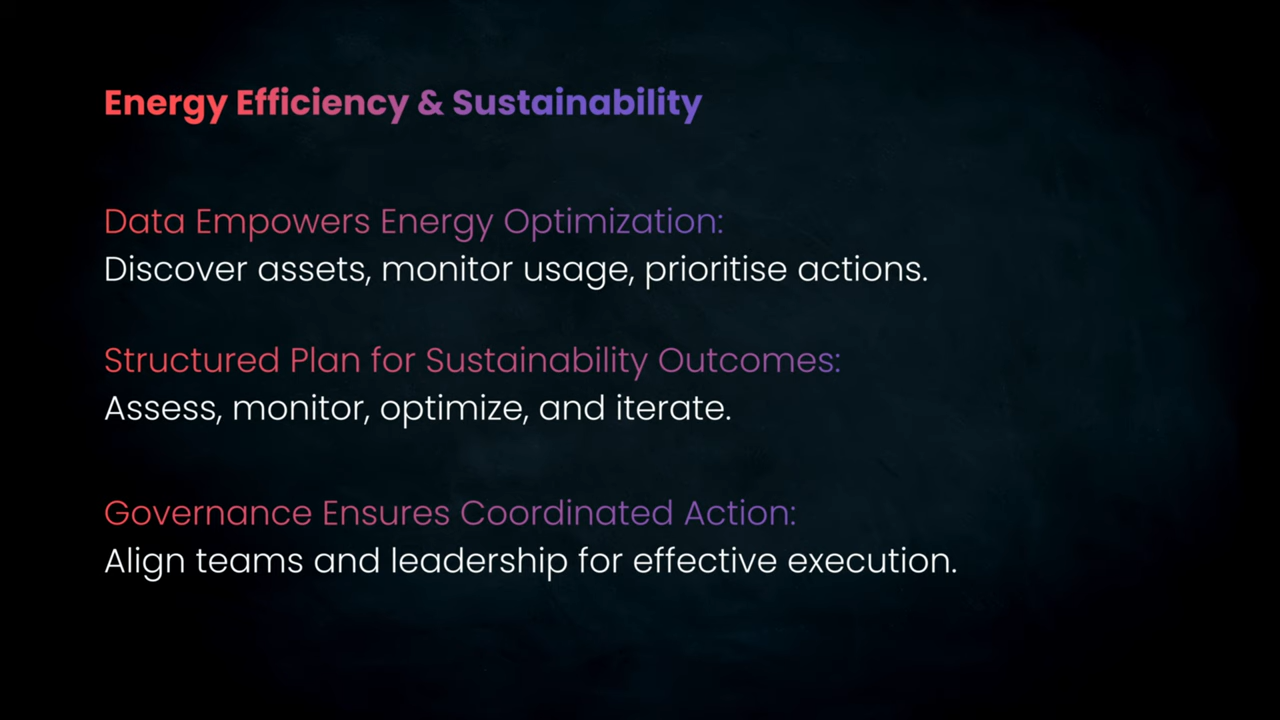 Energy Efficiency & Sustainability
Data Empowers Energy Optimization:
Discover assets, monitor usage, prioritise actions.
Structured Plan for Sustainability Outcomes:
Assess, monitor, optimize, and iterate.
Governance Ensures Coordinated Action:
Align teams and leadership for effective execution.